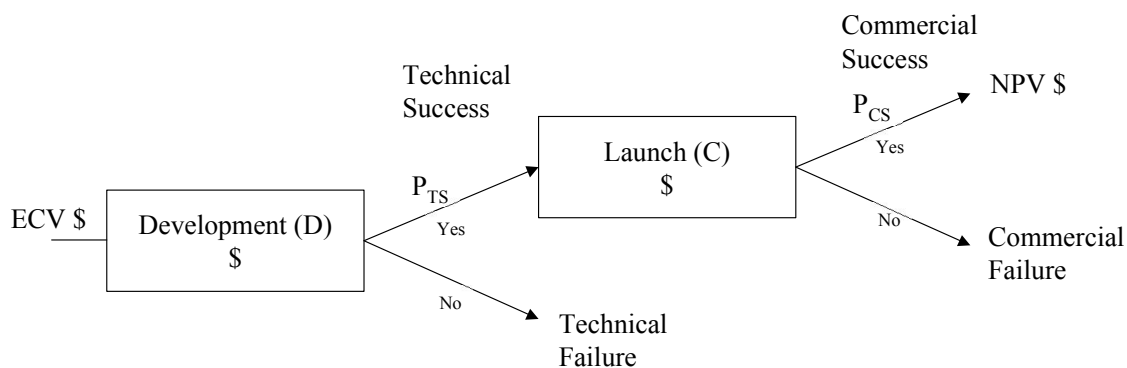 Commercial
Success
Technical
Success
NPV $
P_CS
Yes
Launch (C)
$
P_TS
Yes
ECV $
Development (D)
$
No
Commercial
Failure
No
Technical
Failure